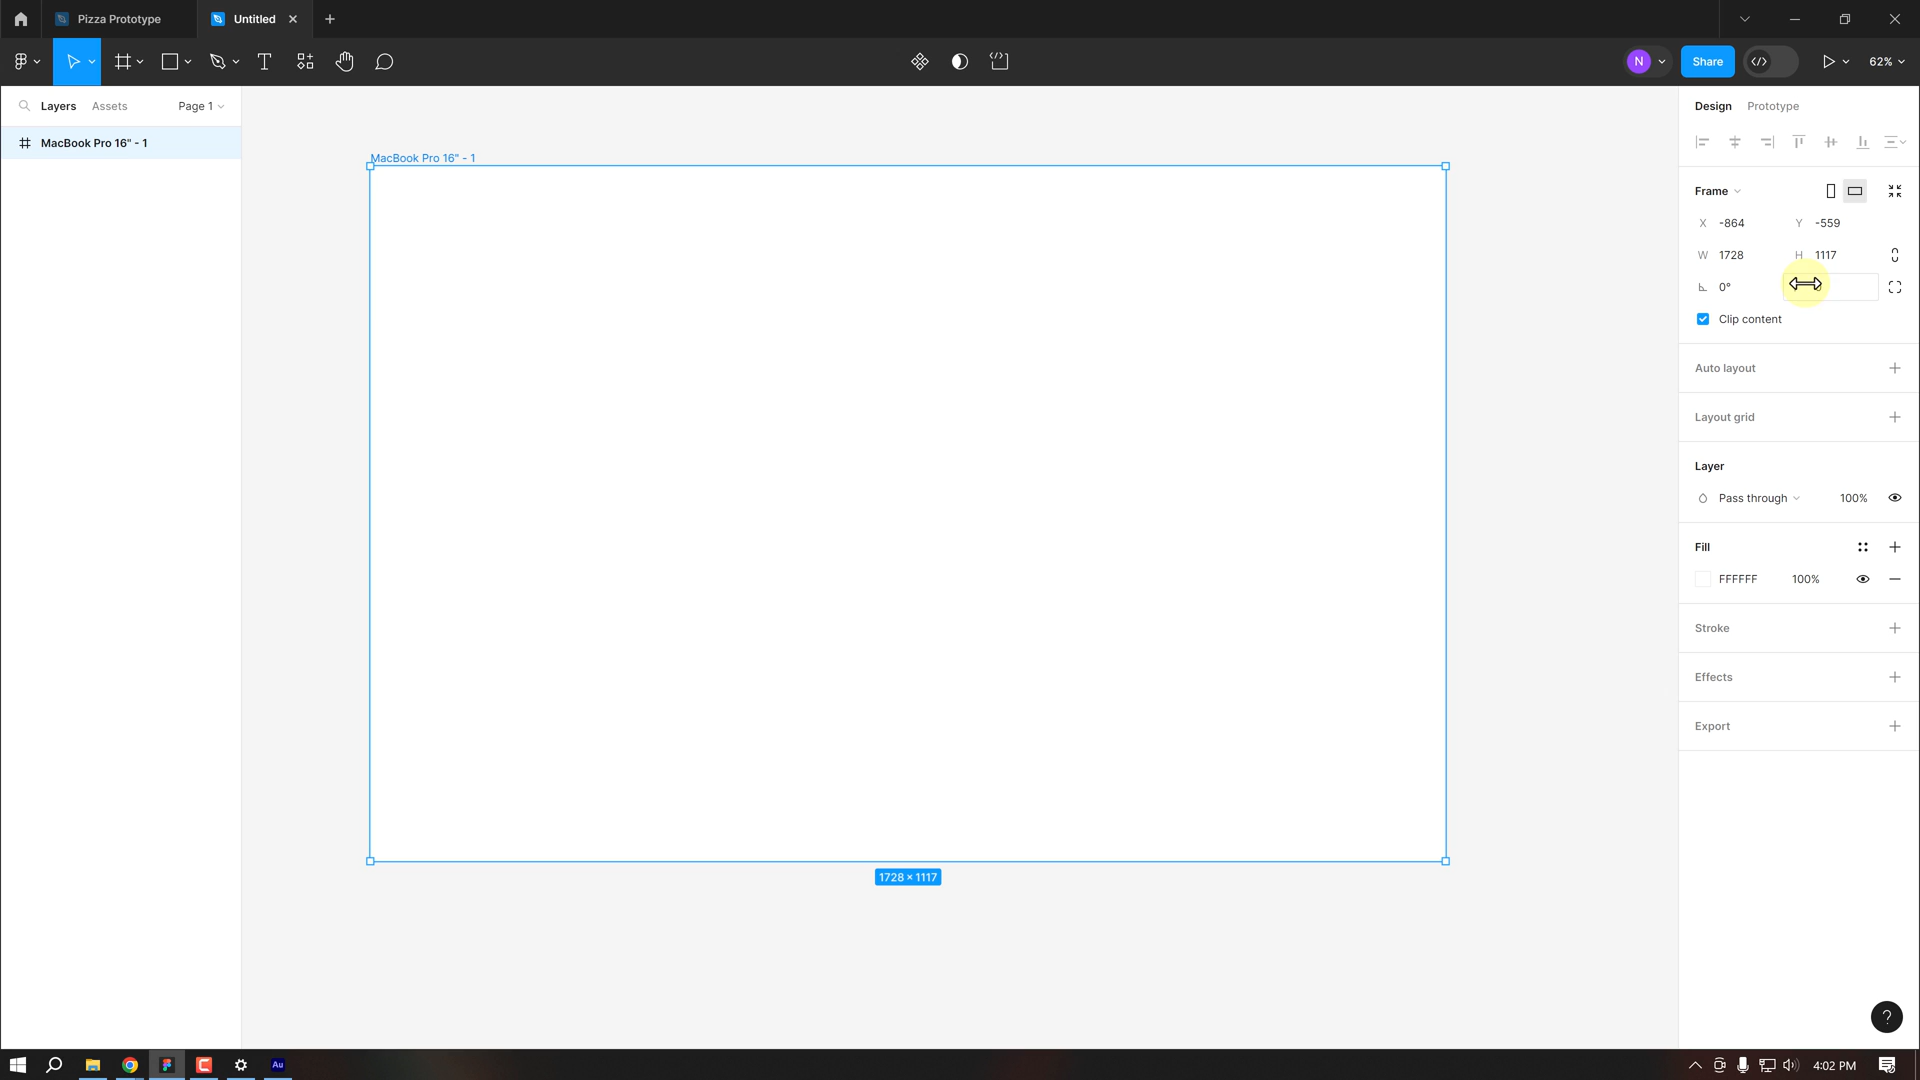 Pizza Prototype
Untitled
N
Share
62%
Layers
Assets
Page 1
MacBook Pro 16" - 1
MacBook Pro 16" - 1
1728 × 1117
Design
Prototype
Frame
X -864
Y -559
W 1728
H 1117
0°
Clip content
Auto layout
Layout grid
Layer
Pass through
100%
Fill
FFFFFF
100%
Stroke
Effects
Export
?
Au
4:02 PM